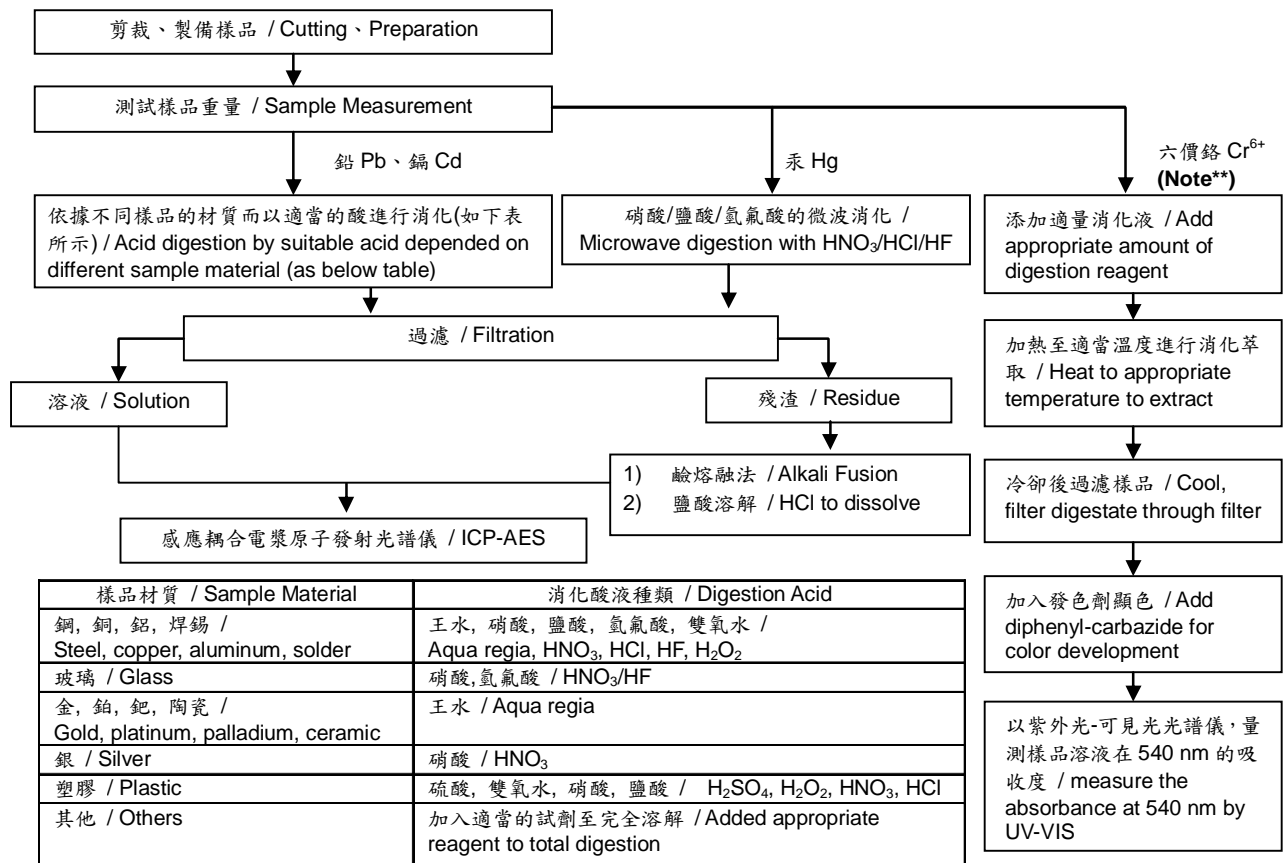 剪裁、製備樣品 / Cutting、Preparation
測試樣品重量 / Sample Measurement
鉛 Pb、鎘 Cd
汞 Hg
六價鉻 Cr⁶⁺
(Note**)
依據不同樣品的材質而以適當的酸進行消化(如下表
所示) / Acid digestion by suitable acid depended on
different sample material (as below table)
硝酸/鹽酸/氫氟酸的微波消化 /
Microwave digestion with HNO₃/HCl/HF
添加適量消化液 / Add
appropriate amount of
digestion reagent
過濾 / Filtration
加熱至適當溫度進行消化萃
取 / Heat to appropriate
temperature to extract
溶液 / Solution
殘渣 / Residue
1) 鹼熔融法 / Alkali Fusion
2) 鹽酸溶解 / HCl to dissolve
冷卻後過濾樣品 / Cool,
filter digestate through filter
感應耦合電漿原子發射光譜儀 / ICP-AES
加入發色劑顯色 / Add
diphenyl-carbazide for
color development
以紫外光-可見光光譜儀，量
測樣品溶液在 540 nm 的吸
收度 / measure the
absorbance at 540 nm by
UV-VIS
樣品材質 / Sample Material
消化酸液種類 / Digestion Acid
鋼, 銅, 鋁, 焊錫 /
Steel, copper, aluminum, solder
王水, 硝酸, 鹽酸, 氫氟酸, 雙氧水 /
Aqua regia, HNO₃, HCl, HF, H₂O₂
玻璃 / Glass
硝酸,氫氟酸 / HNO₃/HF
金, 鉑, 鈀, 陶瓷 /
Gold, platinum, palladium, ceramic
王水 / Aqua regia
銀 / Silver
硝酸 / HNO₃
塑膠 / Plastic
硫酸, 雙氧水, 硝酸, 鹽酸 / H₂SO₄, H₂O₂, HNO₃, HCl
其他 / Others
加入適當的試劑至完全溶解 / Added appropriate
reagent to total digestion